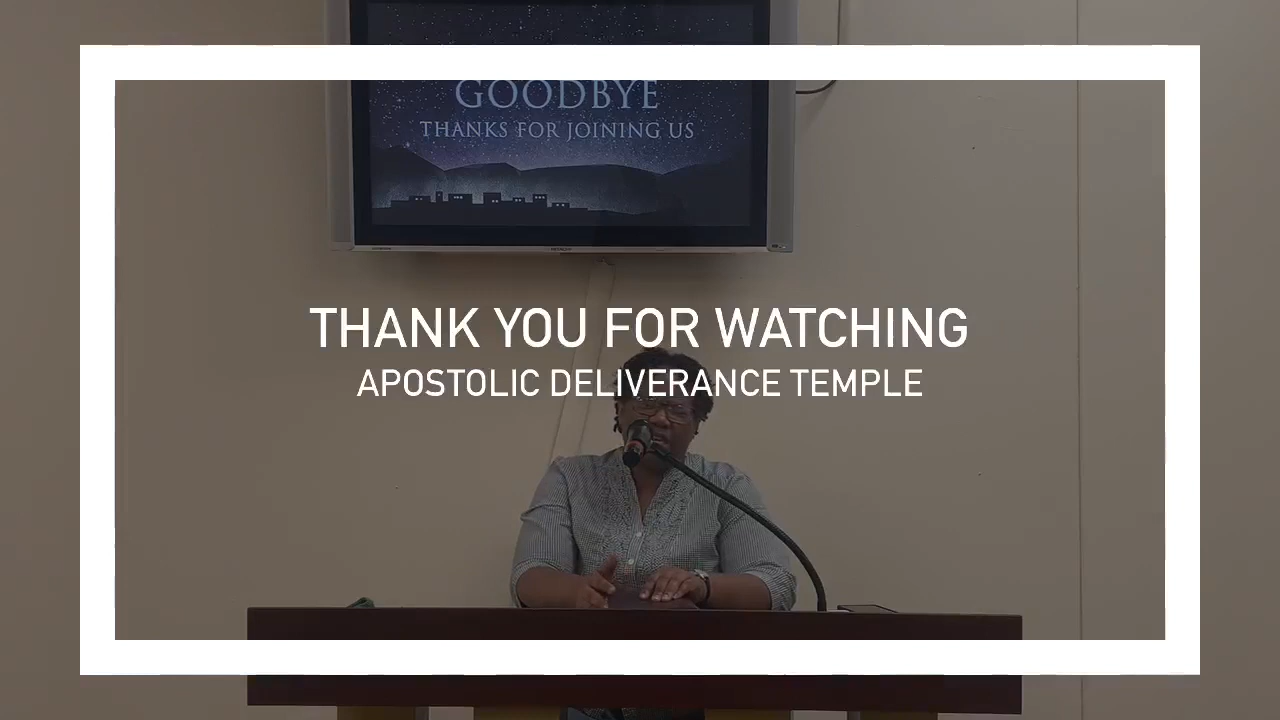 GOODBYE
THANKS FOR JOINING US
THANK YOU FOR WATCHING
APOSTOLIC DELIVERANCE TEMPLE